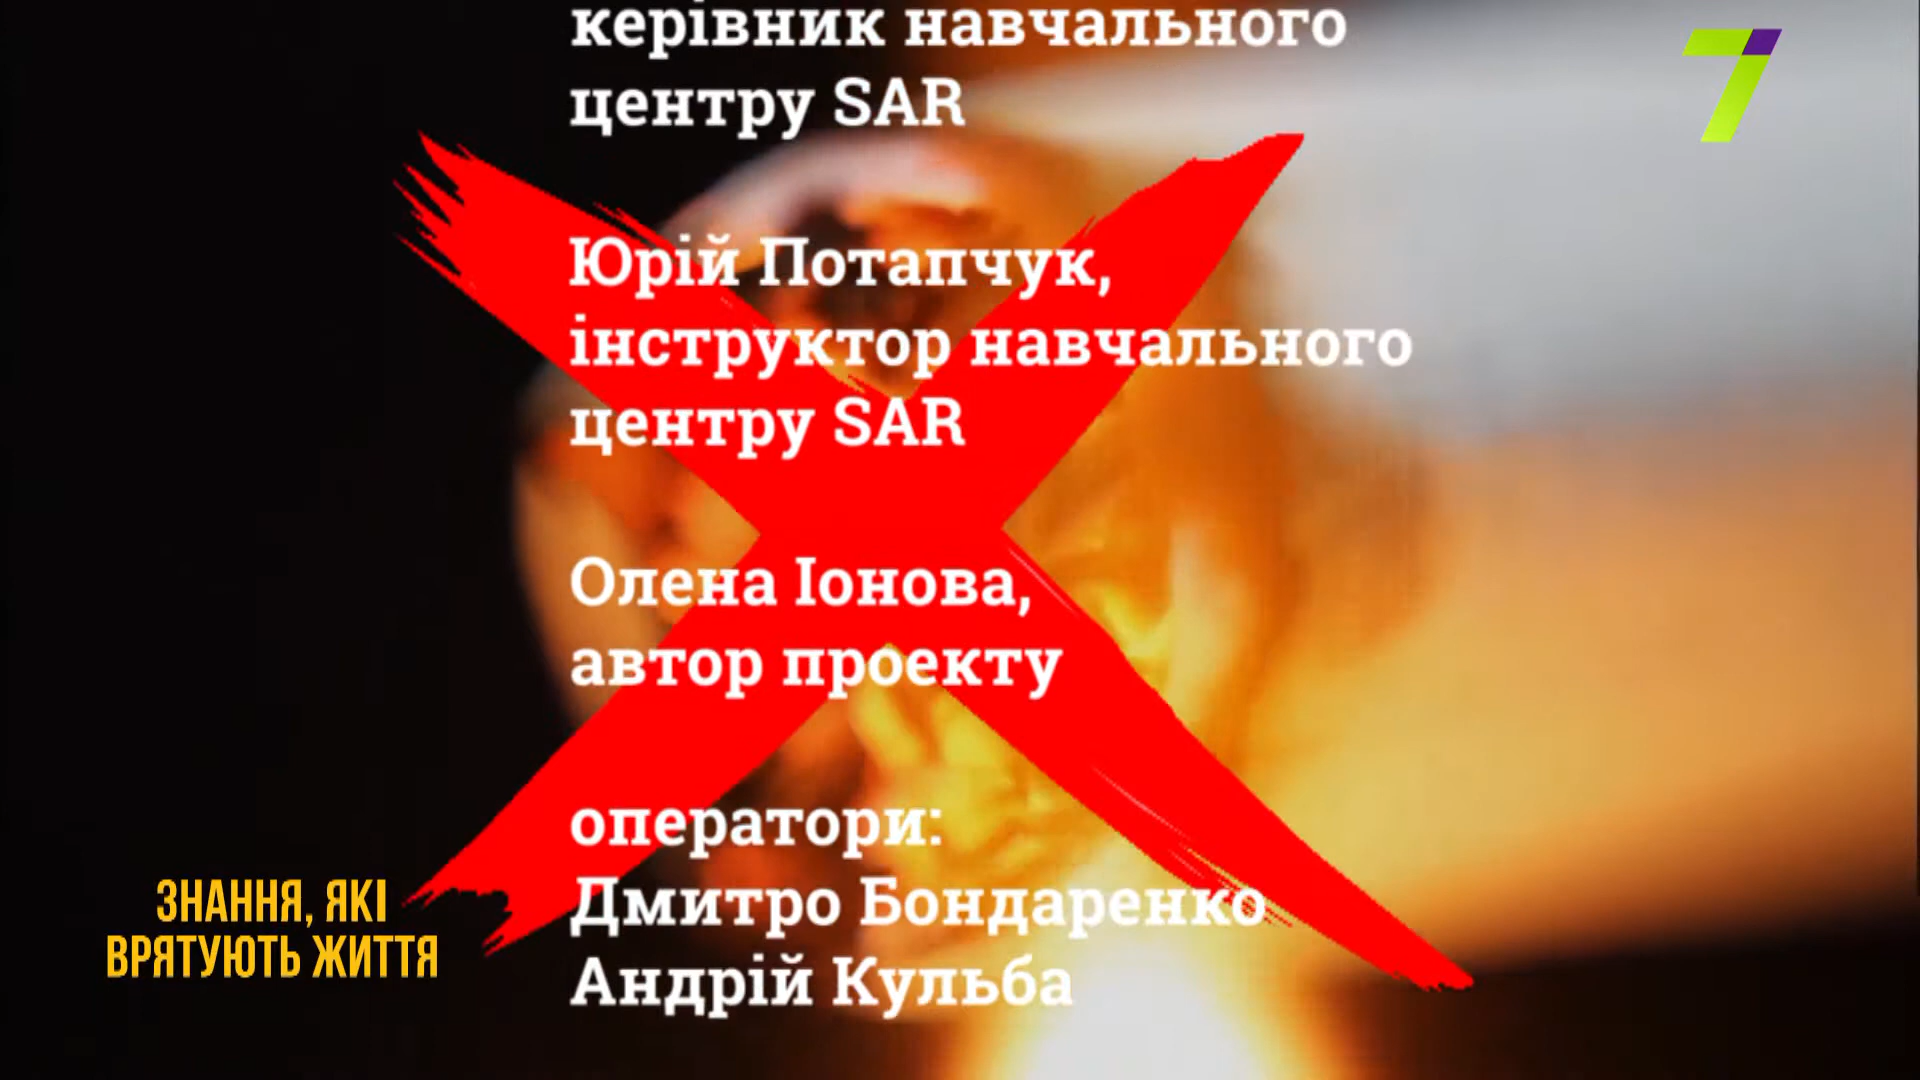 керівник навчального
центру SAR
Юрій Потапчук,
інструктор навчального
центру SAR
Олена Іонова,
автор проекту
оператори:
Дмитро Бондаренко
Андрій Кульба
ЗНАННЯ, ЯКІ
ВРЯТУЮТЬ ЖИТТЯ
7